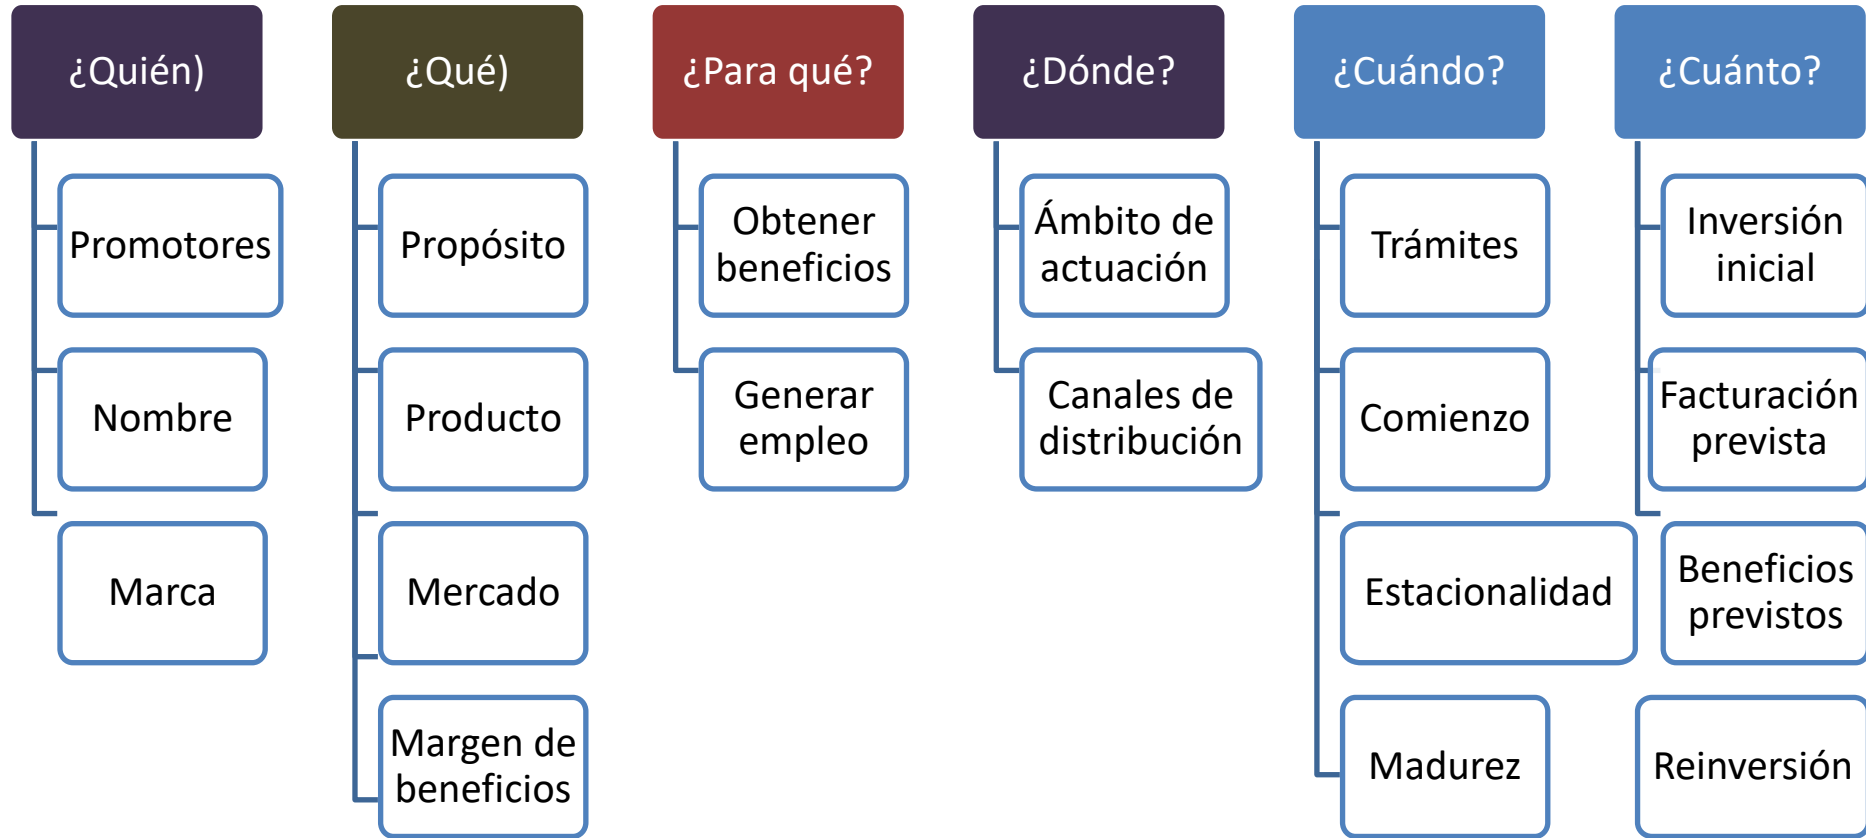 ¿Quién)
Promotores
Nombre
Marca
¿Qué)
Propósito
Producto
Mercado
Margen de
beneficios
¿Para qué?
Obtener
beneficios
Generar
empleo
¿Dónde?
Ámbito de
actuación
Canales de
distribución
¿Cuándo?
Trámites
Comienzo
Estacionalidad
Madurez
¿Cuánto?
Inversión
inicial
Facturación
prevista
Beneficios
previstos
Reinversión